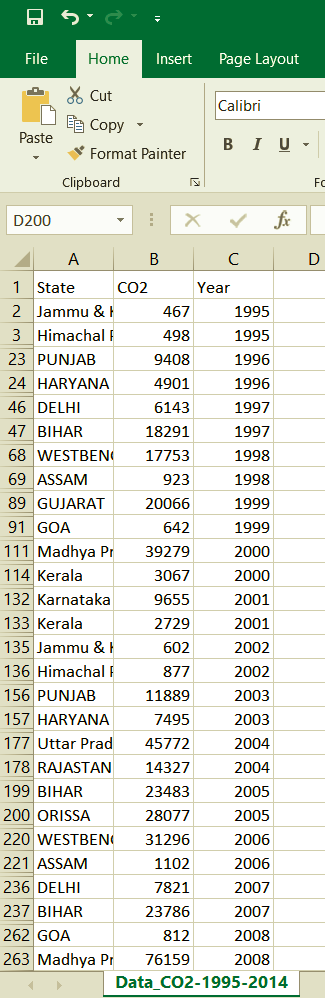 File Home Insert Page Layout
Cut
Copy
Paste
Format Painter
Calibri
B I U
Clipboard
D200 fx
A B C D
1 State CO2 Year
2 Jammu & 467 1995
3 Himachal 498 1995
23 PUNJAB 9408 1996
24 HARYANA 4901 1996
46 DELHI 6143 1997
47 BIHAR 18291 1997
68 WESTBENG 17753 1998
69 ASSAM 923 1998
89 GUJARAT 20066 1999
91 GOA 642 1999
111 Madhya Pr 39279 2000
114 Kerala 3067 2000
132 Karnataka 9655 2001
133 Kerala 2729 2001
135 Jammu & 602 2002
136 Himachal 877 2002
156 PUNJAB 11889 2003
157 HARYANA 7495 2003
177 Uttar Prad 45772 2004
178 RAJASTAN 14327 2004
199 BIHAR 23483 2005
200 ORISSA 28077 2005
220 WESTBENG 31296 2006
221 ASSAM 1102 2006
236 DELHI 7821 2007
237 BIHAR 23786 2007
262 GOA 812 2008
263 Madhya Pr 76159 2008
Data_CO2-1995-2014